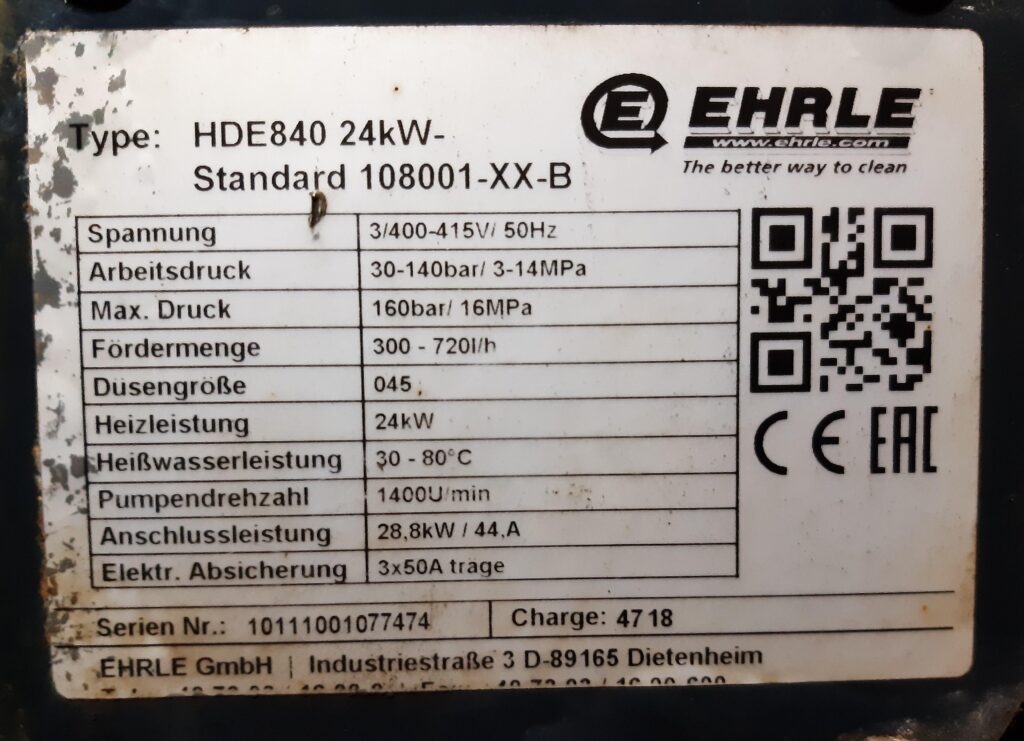 Type: HDE840 24kW-
Standard 108001-XX-B
E EHRLE
www.ehrle.com
The better way to clean
Spannung 3/400-415V/ 50Hz
Arbeitsdruck 30-140bar/ 3-14MPa
Max. Druck 160bar/ 16MPa
Fördermenge 300 - 720l/h
Düsengröße 045
Heizleistung 24kW
Heißwasserleistung 30 - 80°C
Pumpendrehzahl 1400U/min
Anschlussleistung 28,8kW / 44,A
Elektr. Absicherung 3x50A träge
CE EAC
Serien Nr.: 10111001077474 Charge: 4718
EHRLE GmbH | Industriestraße 3 D-89165 Dietenheim